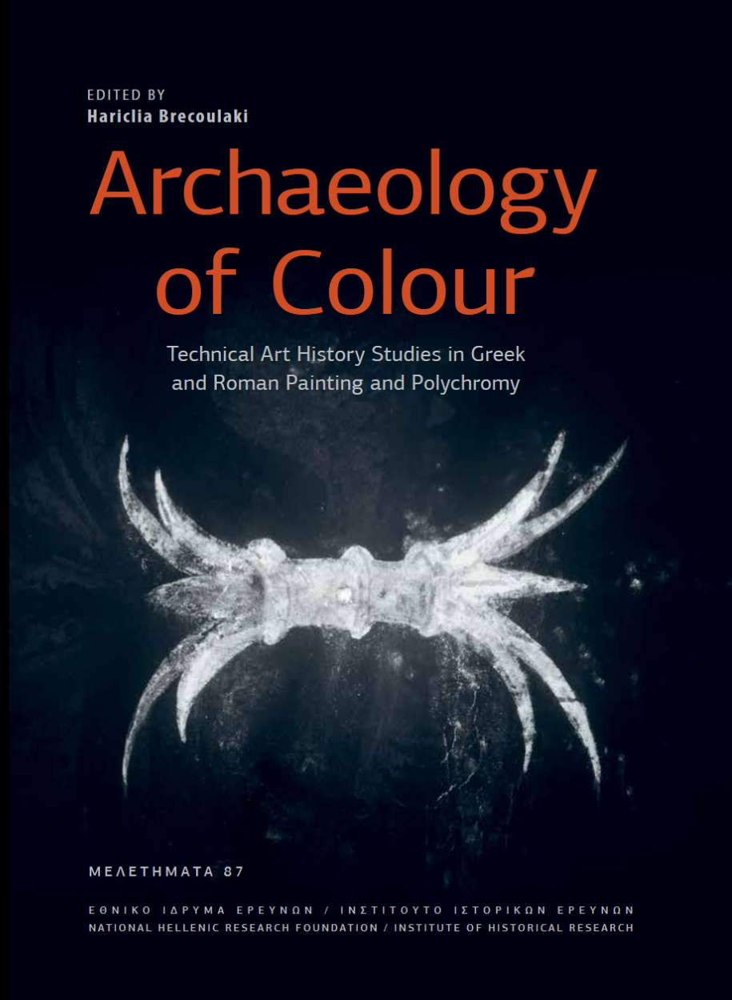 EDITED BY
Hariclia Brecoulaki
Archaeology
of Colour
Technical Art History Studies in Greek
and Roman Painting and Polychromy
ΜΕΛΕΤΗΜΑΤΑ 87
ΕΘΝΙΚΟ ΙΔΡΥΜΑ ΕΡΕΥΝΩΝ / ΙΝΣΤΙΤΟΥΤΟ ΙΣΤΟΡΙΚΩΝ ΕΡΕΥΝΩΝ
NATIONAL HELLENIC RESEARCH FOUNDATION / INSTITUTE OF HISTORICAL RESEARCH